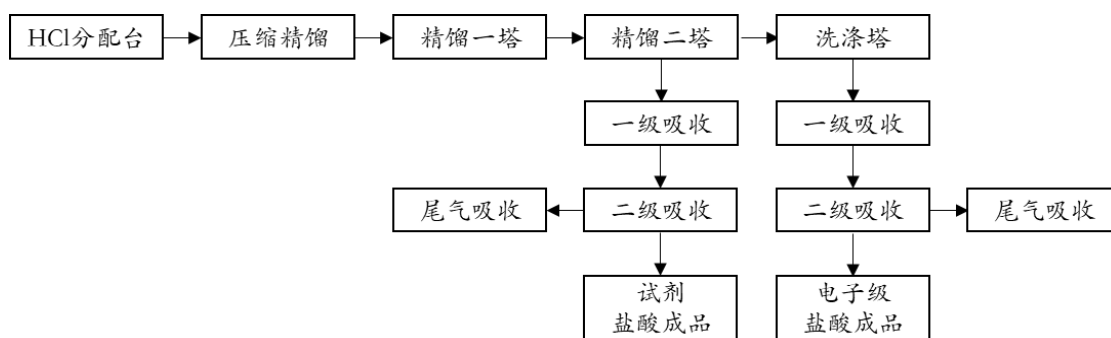 HCl分配台
压缩精馏
精馏一塔
精馏二塔
洗涤塔
一级吸收
一级吸收
尾气吸收
二级吸收
二级吸收
尾气吸收
试剂
盐酸成品
电子级
盐酸成品